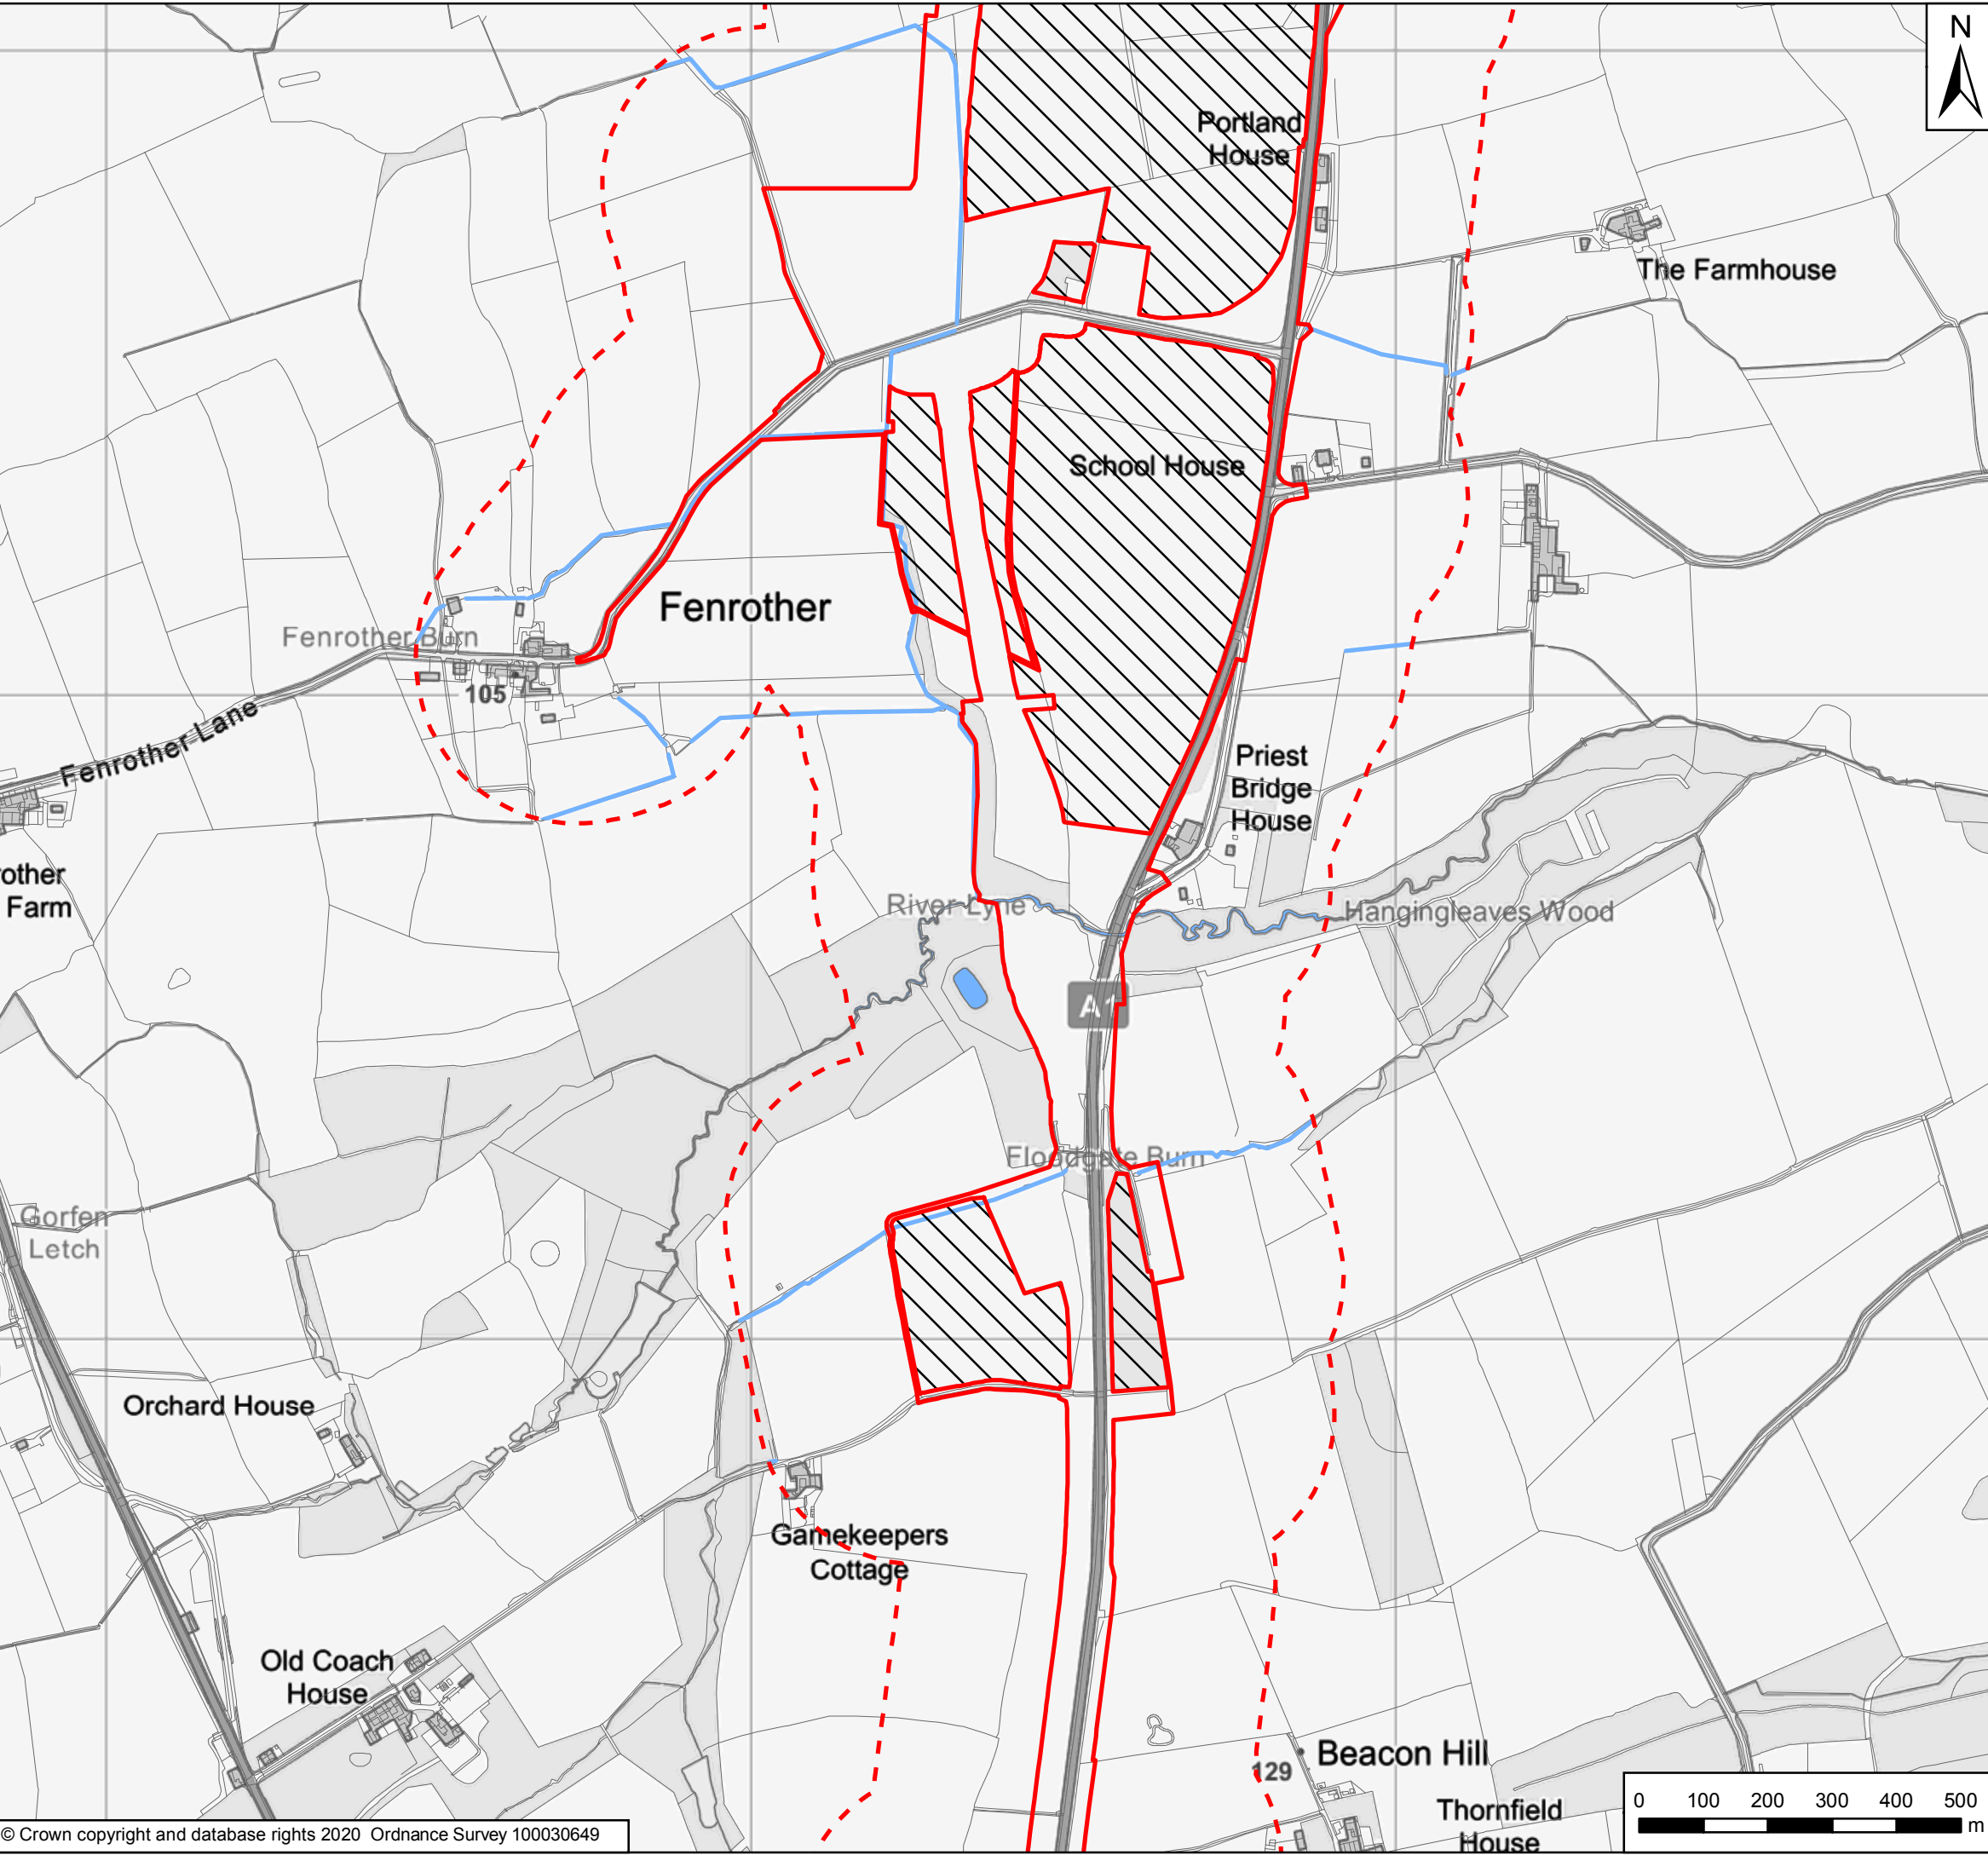 N
Portland
House
The Farmhouse
School House
Fenrother
Fenrother Burn
105
Fenrother Lane
Priest
Bridge
House
other
Farm
River Lyne
Hangingleaves Wood
A1
Floodgate Burn
Gorfen
Letch
Orchard House
Gamekeepers
Cottage
Old Coach
House
Beacon Hill
129
Thornfield
House
0 100 200 300 400 500
m
© Crown copyright and database rights 2020 Ordnance Survey 100030649